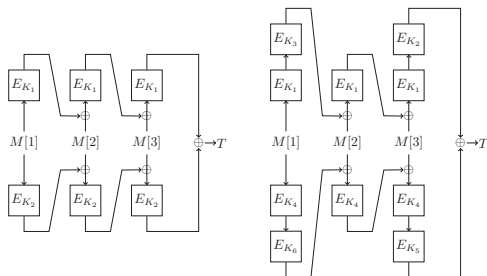 E_{K_3} E_{K_2}
E_{K_1} E_{K_1} E_{K_1} E_{K_1} E_{K_1} E_{K_1}
M[1] M[2] M[3] ⊕→T M[1] M[2] M[3] ⊕→T
E_{K_2} E_{K_2} E_{K_2} E_{K_4} E_{K_4} E_{K_4}
E_{K_6} E_{K_5}